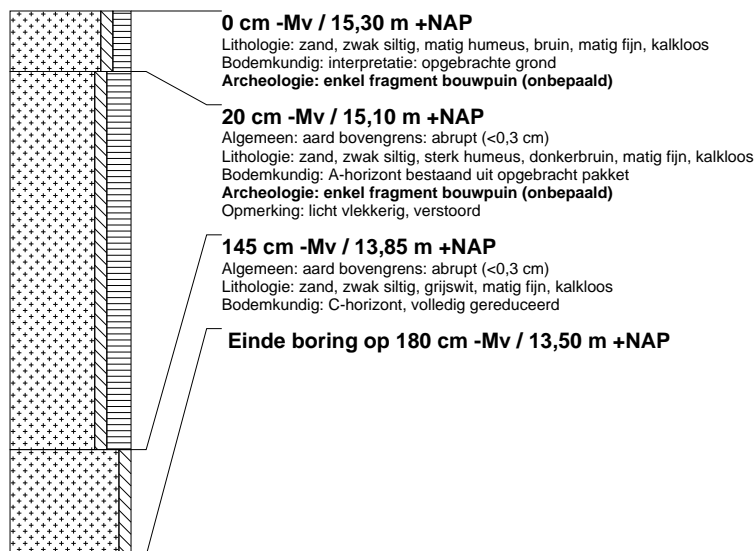 0 cm -Mv / 15,30 m +NAP
Lithologie: zand, zwak siltig, matig humeus, bruin, matig fijn, kalkloos
Bodemkundig: interpretatie: opgebrachte grond
Archeologie: enkel fragment bouwpuin (onbepaald)
20 cm -Mv / 15,10 m +NAP
Algemeen: aard bovengrens: abrupt (<0,3 cm)
Lithologie: zand, zwak siltig, sterk humeus, donkerbruin, matig fijn, kalkloos
Bodemkundig: A-horizont bestaand uit opgebracht pakket
Archeologie: enkel fragment bouwpuin (onbepaald)
Opmerking: licht vlekkerig, verstoord
145 cm -Mv / 13,85 m +NAP
Algemeen: aard bovengrens: abrupt (<0,3 cm)
Lithologie: zand, zwak siltig, grijswit, matig fijn, kalkloos
Bodemkundig: C-horizont, volledig gereduceerd
Einde boring op 180 cm -Mv / 13,50 m +NAP